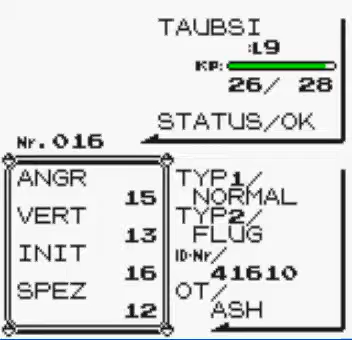 TAUBSI
:L9
KP:
26/ 28
STATUS/OK
Nr.016
ANGR
15
VERT
13
INIT
16
SPEZ
12
TYP1/
NORMAL
TYP2/
FLUG
ID-Nr/
41610
OT/
ASH